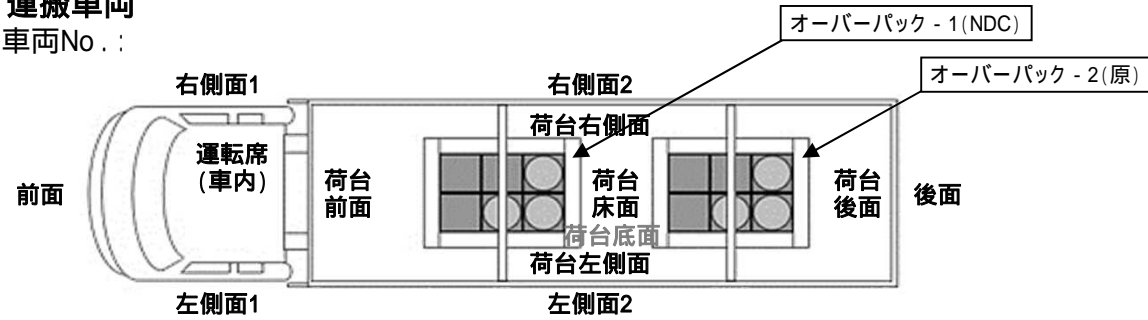 運搬車両
車両No.:
オーバーパック - 1(NDC)
オーバーパック - 2(原)
右側面1
右側面2
荷台右側面
運転席
(車内)
前面
荷台
前面
荷台
床面
荷台底面
荷台
後面
後面
荷台左側面
左側面1
左側面2